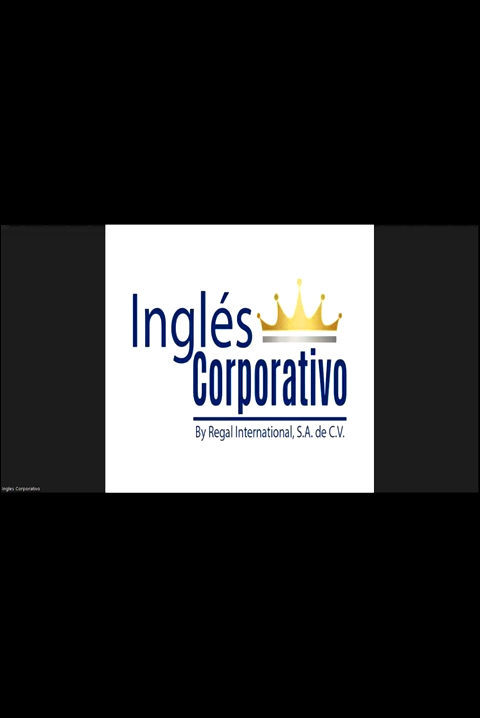 Inglés
Corporativo
By Regal International, S.A. de C.V.
Ingles Corporativo